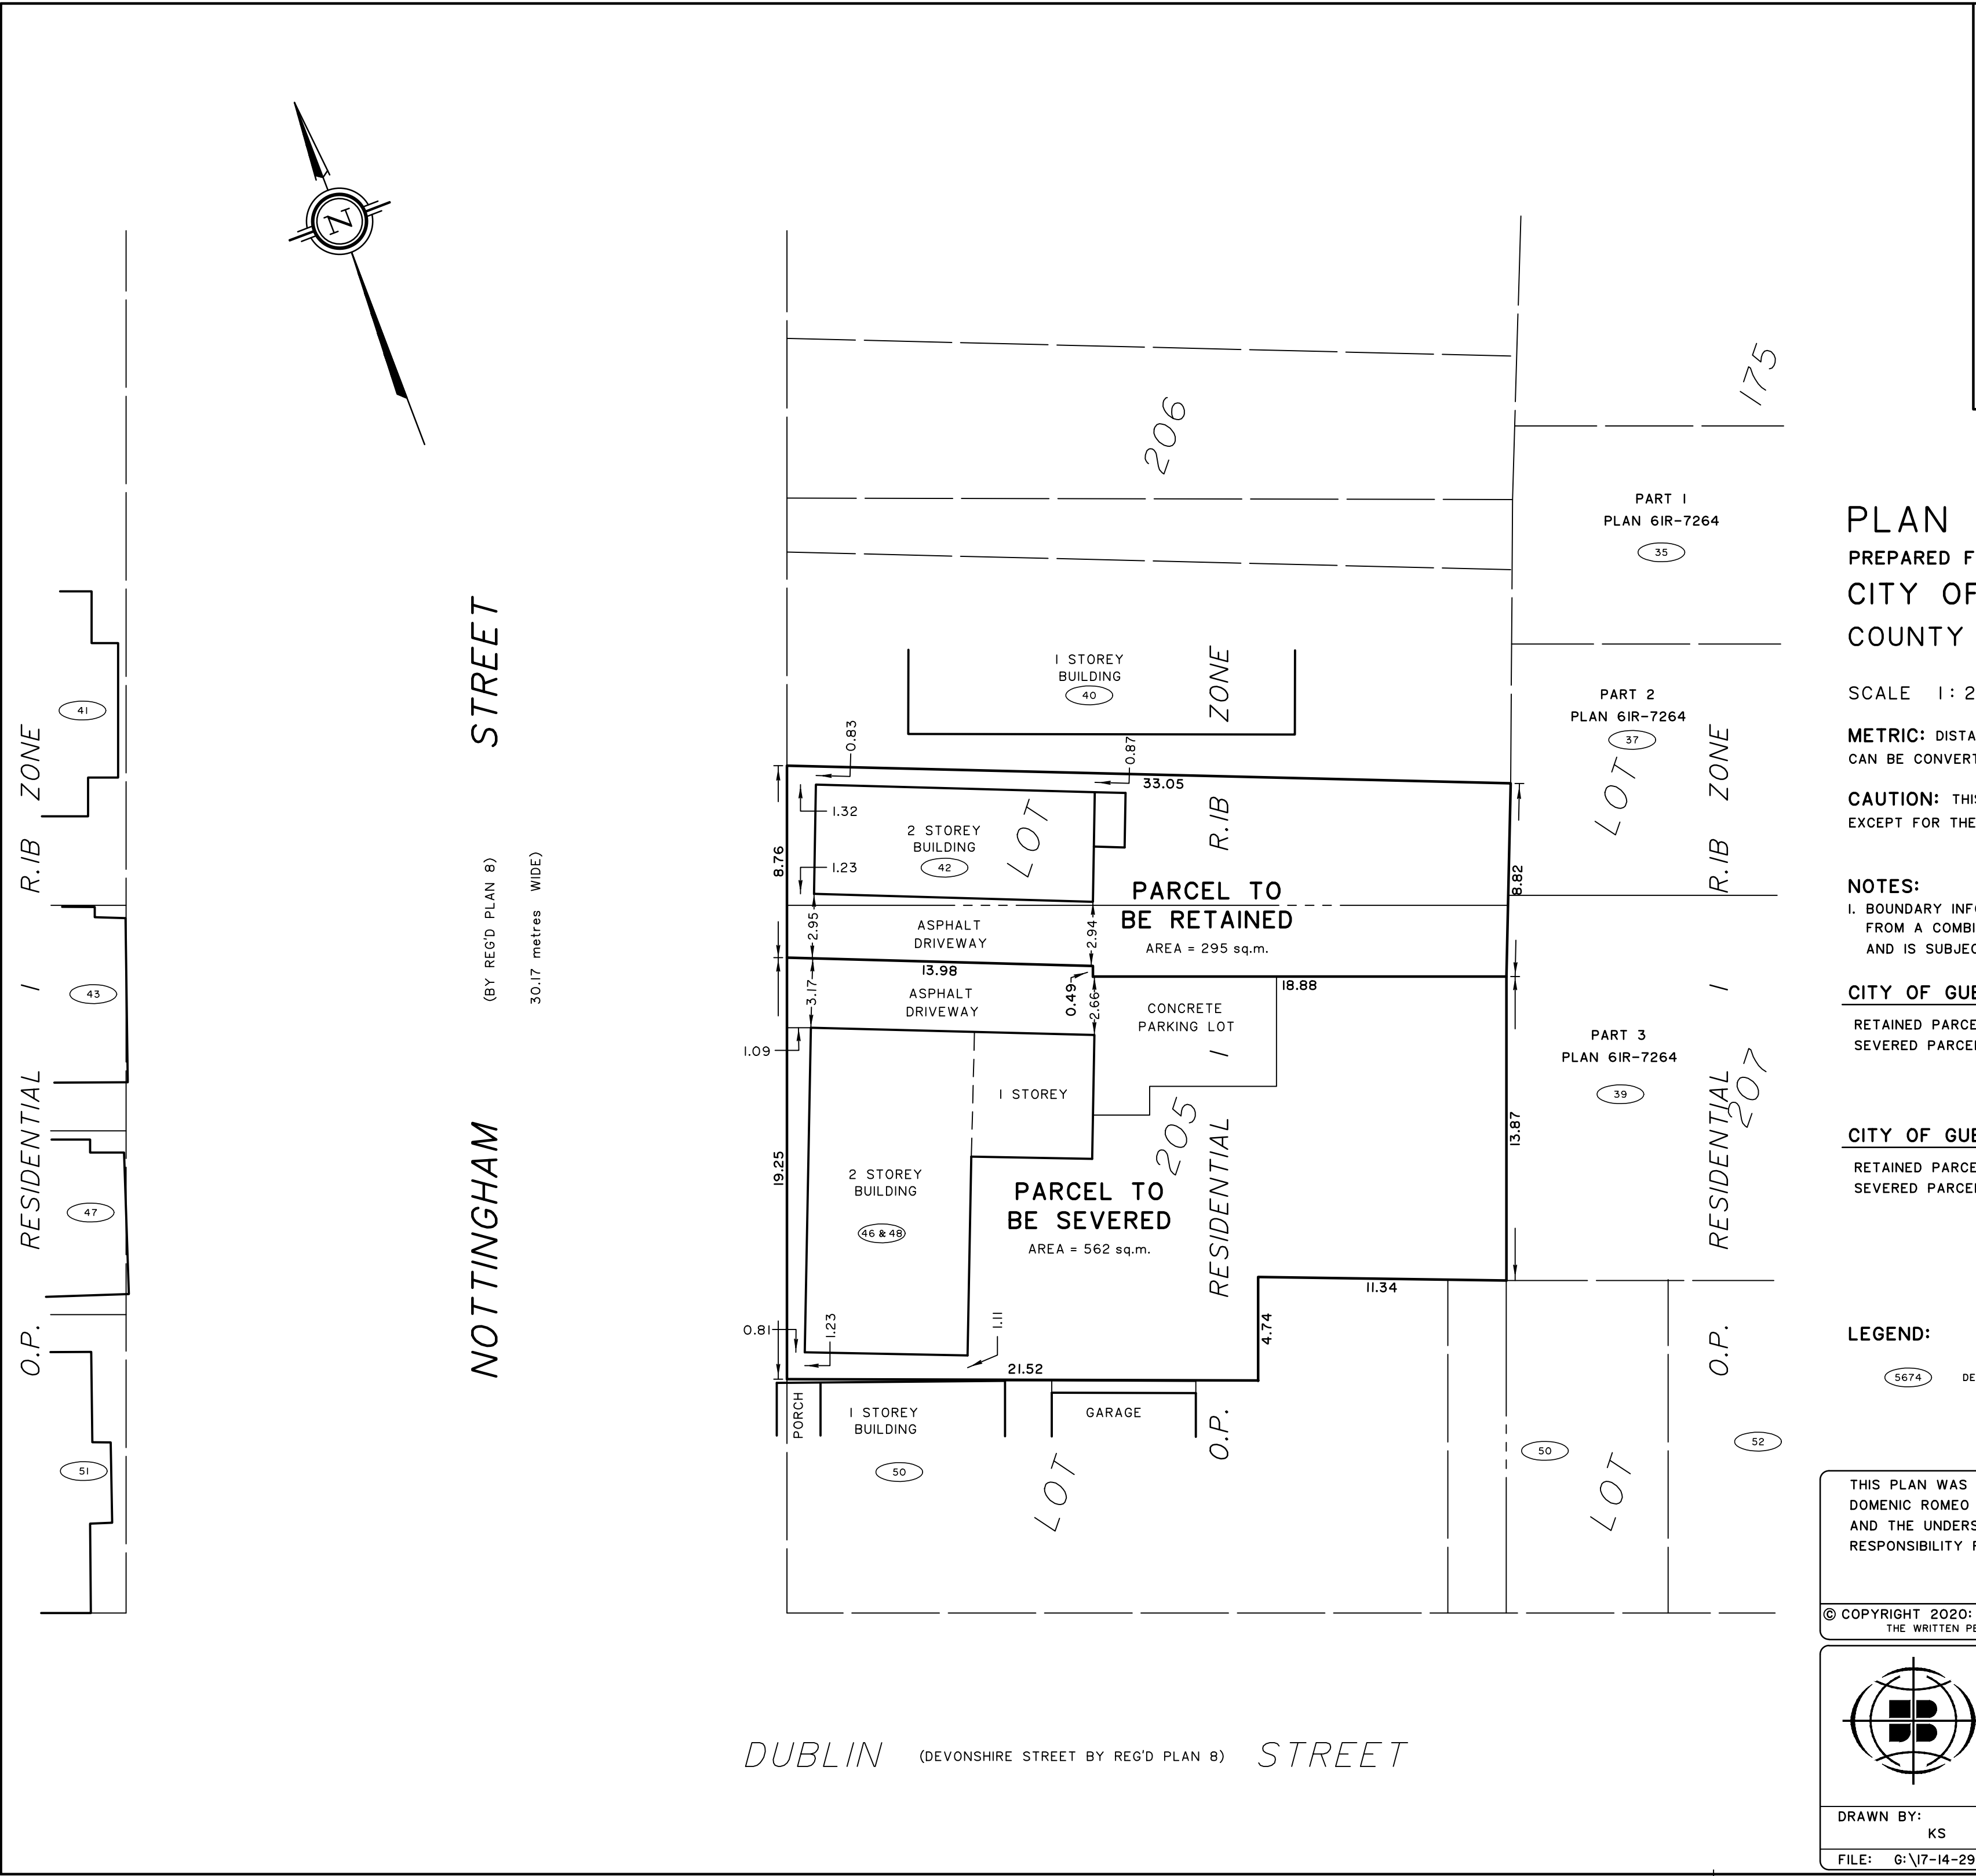 N
206
175
LOT
LOT
205
207
LOT
LOT
PART 1
PLAN 61R-7264
35
PART 2
PLAN 61R-7264
37
PART 3
PLAN 61R-7264
39
O.P. RESIDENTIAL 1 R.1B ZONE
41
43
47
51
NOTTINGHAM STREET
(BY REG'D PLAN 8)
30.17 metres WIDE)
1 STOREY
BUILDING
40
0.83
0.87
33.05
1.32
1.23
8.76
8.82
2 STOREY
BUILDING
42
PARCEL TO
BE RETAINED
AREA = 295 sq.m.
ASPHALT
DRIVEWAY
2.95
2.94
13.98
0.49
18.88
3.17
2.66
ASPHALT
DRIVEWAY
CONCRETE
PARKING LOT
1.09
1 STOREY
19.25
13.87
2 STOREY
BUILDING
46 & 48
PARCEL TO
BE SEVERED
AREA = 562 sq.m.
O.P. RESIDENTIAL 1 R.1B ZONE
11.34
4.74
0.81
1.23
1.11
21.52
PORCH
1 STOREY
BUILDING
50
GARAGE
50
52
O.P. RESIDENTIAL 1 R.1B ZONE
DUBLIN (DEVONSHIRE STREET BY REG'D PLAN 8) STREET
PLAN
PREPARED F
CITY OF
COUNTY
SCALE 1: 2
METRIC: DISTA
CAN BE CONVERT
CAUTION: THIS
EXCEPT FOR THE
NOTES:
1. BOUNDARY INFO
FROM A COMBI
AND IS SUBJEC
CITY OF GUE
RETAINED PARCE
SEVERED PARCE
CITY OF GUE
RETAINED PARCE
SEVERED PARCE
LEGEND:
5674 DE
THIS PLAN WAS
DOMENIC ROMEO
AND THE UNDERS
RESPONSIBILITY F
© COPYRIGHT 2020:
THE WRITTEN PE
DRAWN BY:
KS
FILE: G:\17-14-29